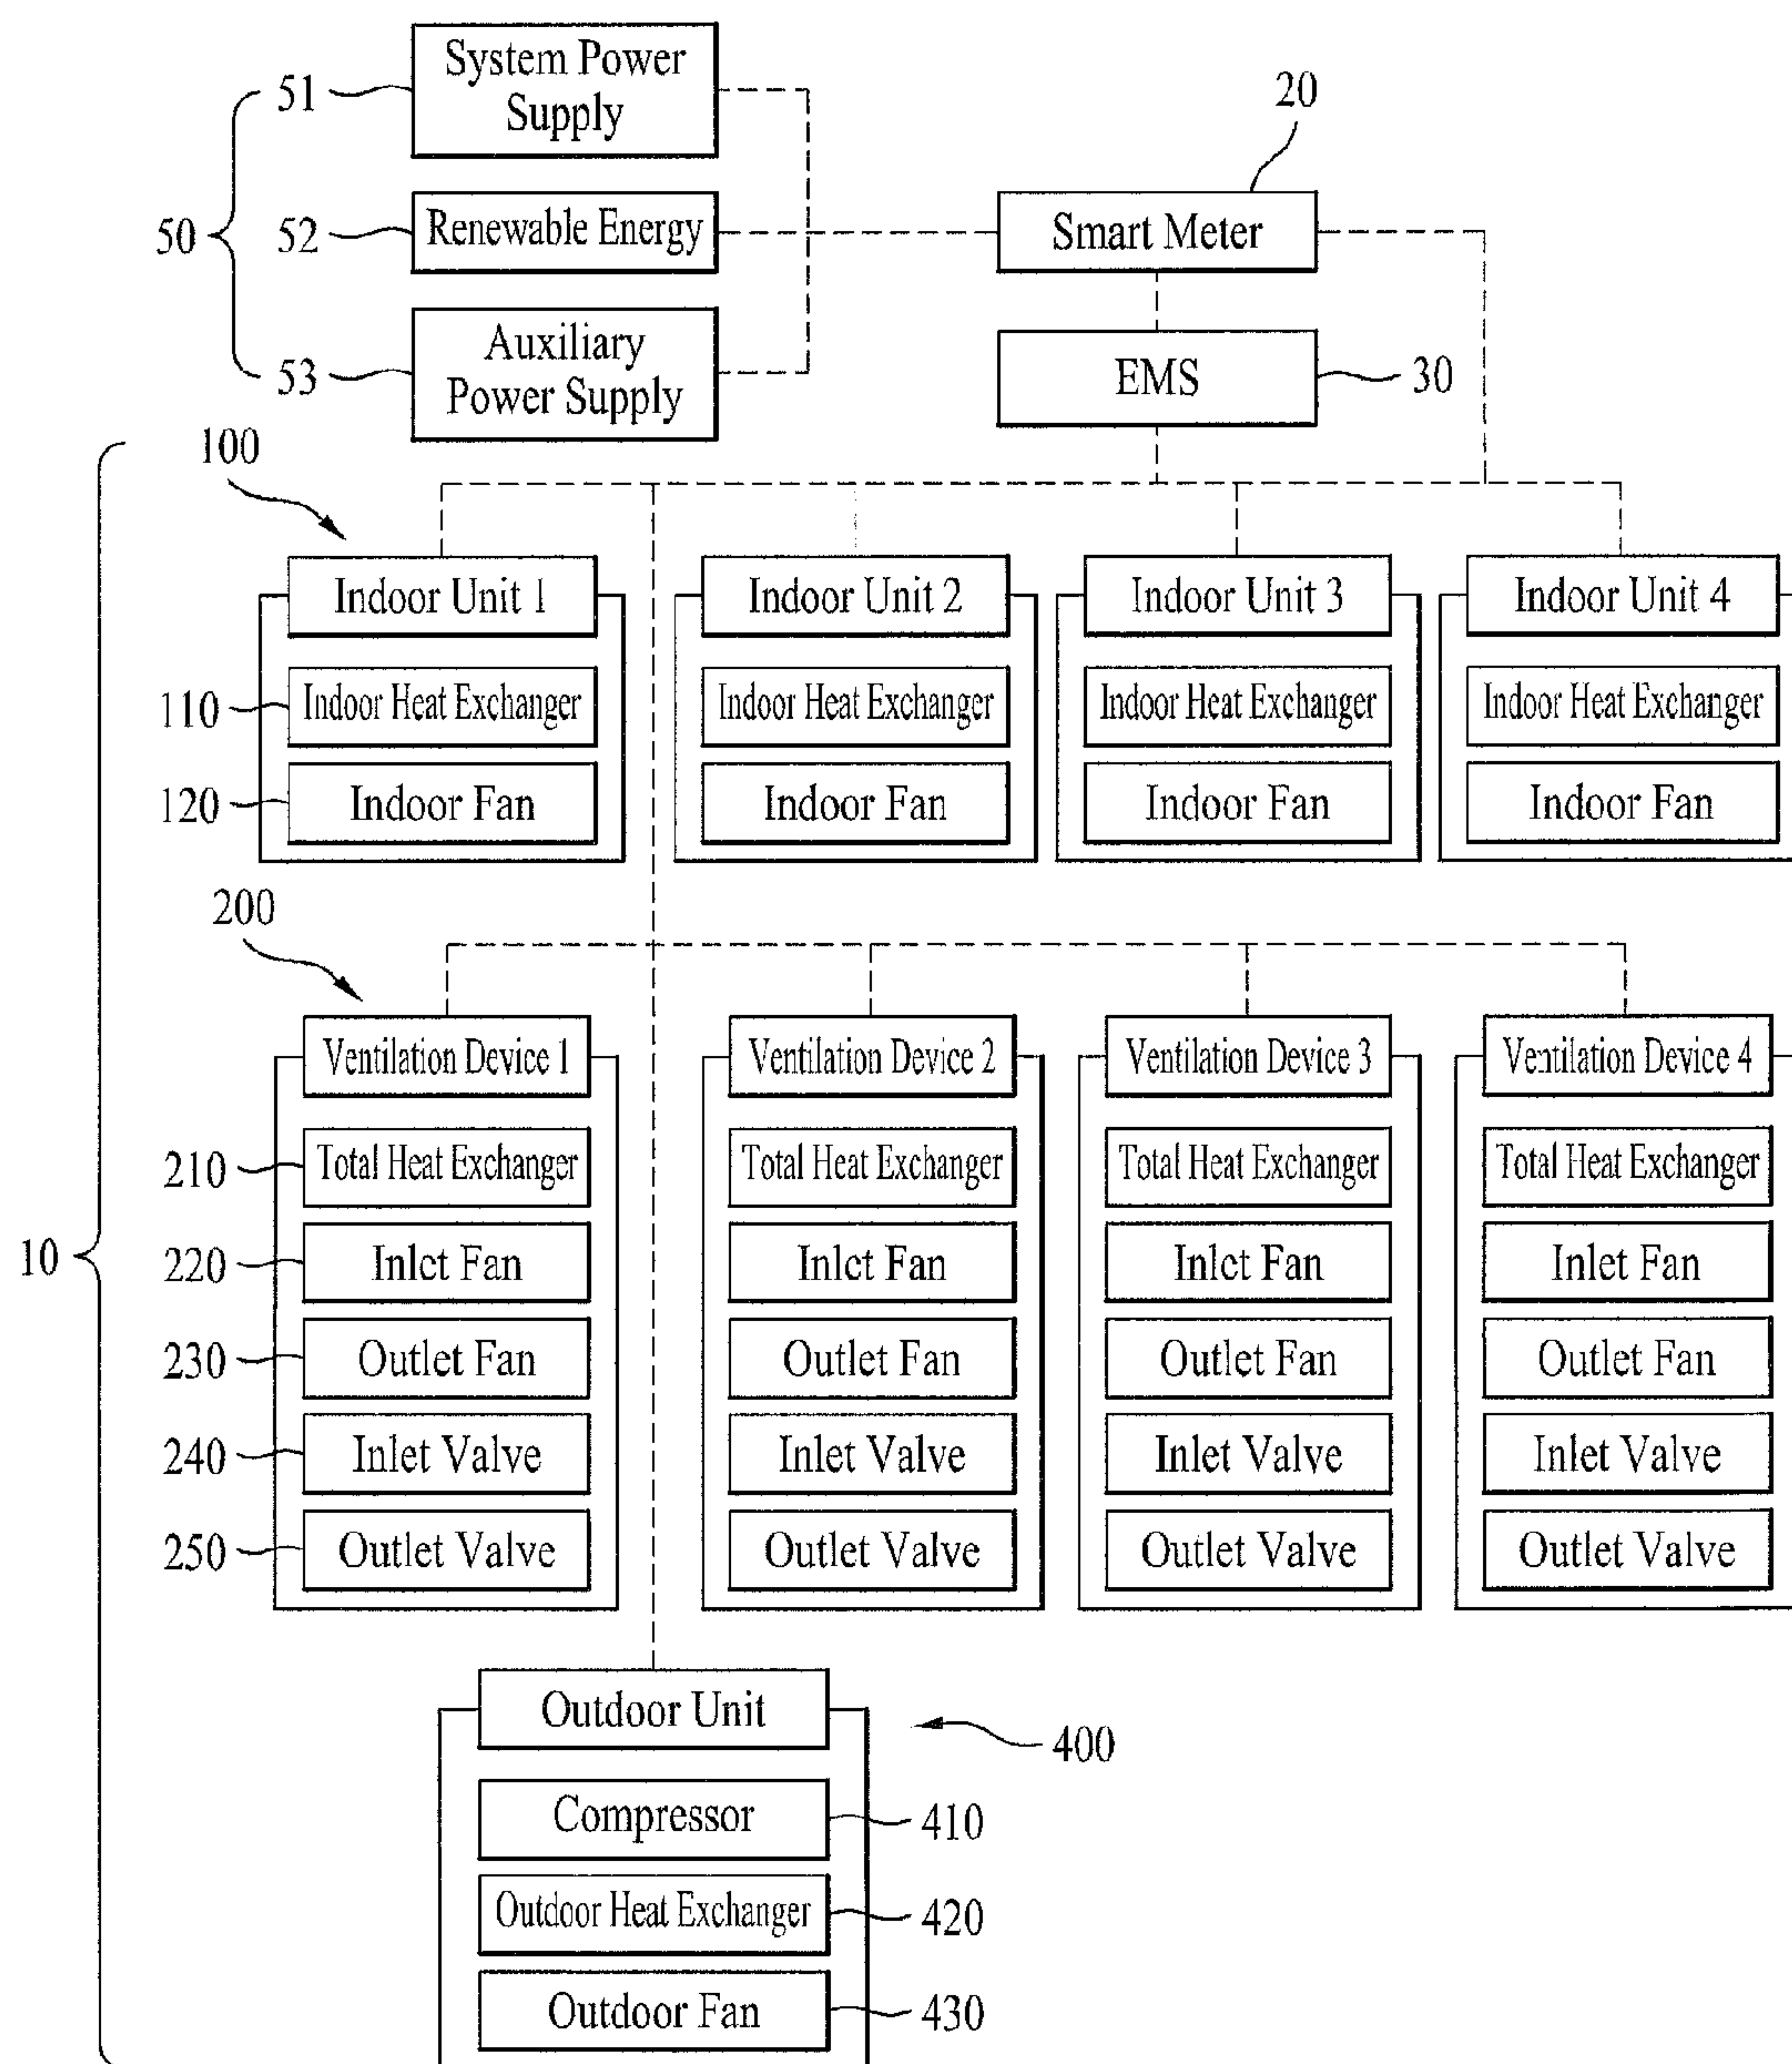 System Power
Supply
51
20
50
52
Renewable Energy
Smart Meter
Auxiliary
Power Supply
53
EMS
30
100
Indoor Unit 1
Indoor Unit 2
Indoor Unit 3
Indoor Unit 4
110
Indoor Heat Exchanger
Indoor Heat Exchanger
Indoor Heat Exchanger
Indoor Heat Exchanger
120
Indoor Fan
Indoor Fan
Indoor Fan
Indoor Fan
200
Ventilation Device 1
Ventilation Device 2
Ventilation Device 3
Ventilation Device 4
210
Total Heat Exchanger
Total Heat Exchanger
Total Heat Exchanger
Total Heat Exchanger
10
220
Inlet Fan
Inlet Fan
Inlet Fan
Inlet Fan
230
Outlet Fan
Outlet Fan
Outlet Fan
Outlet Fan
240
Inlet Valve
Inlet Valve
Inlet Valve
Inlet Valve
250
Outlet Valve
Outlet Valve
Outlet Valve
Outlet Valve
Outdoor Unit
400
Compressor
410
Outdoor Heat Exchanger
420
Outdoor Fan
430